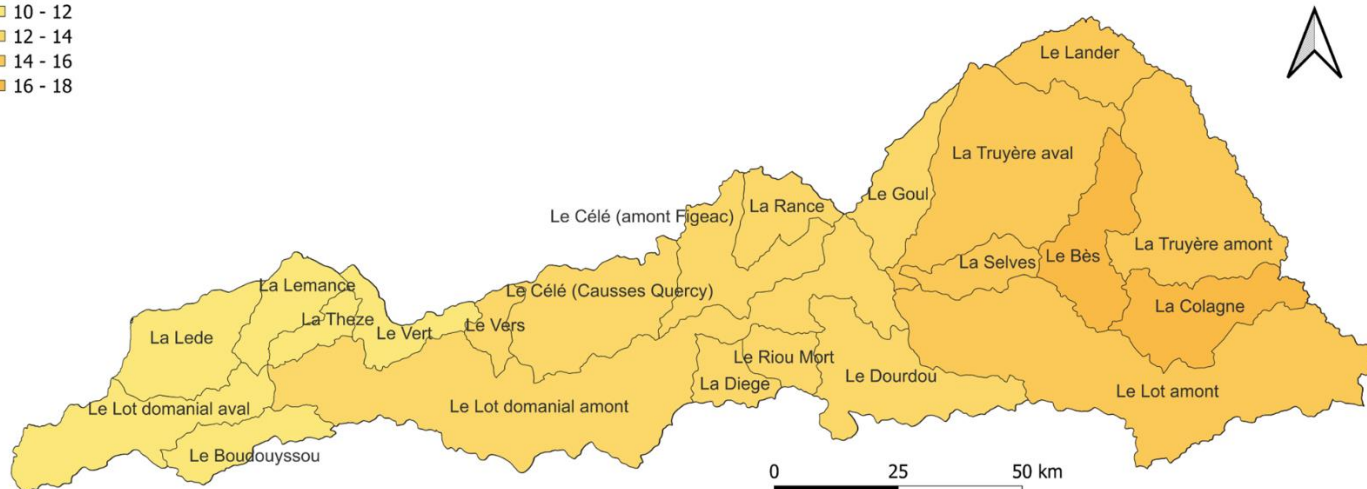 10 - 12
12 - 14
14 - 16
16 - 18
Le Lander
La Truyère aval
Le Goul
La Rance
Le Célé (amont Figeac)
La Truyère amont
La Selves
Le Bès
La Colagne
La Lemance
Le Célé (Causses Quercy)
La Theze
Le Vers
Le Vert
La Lede
Le Riou Mort
La Diege
Le Dourdou
Le Lot amont
Le Lot domanial aval
Le Lot domanial amont
Le Boudouyssou
0 25 50 km